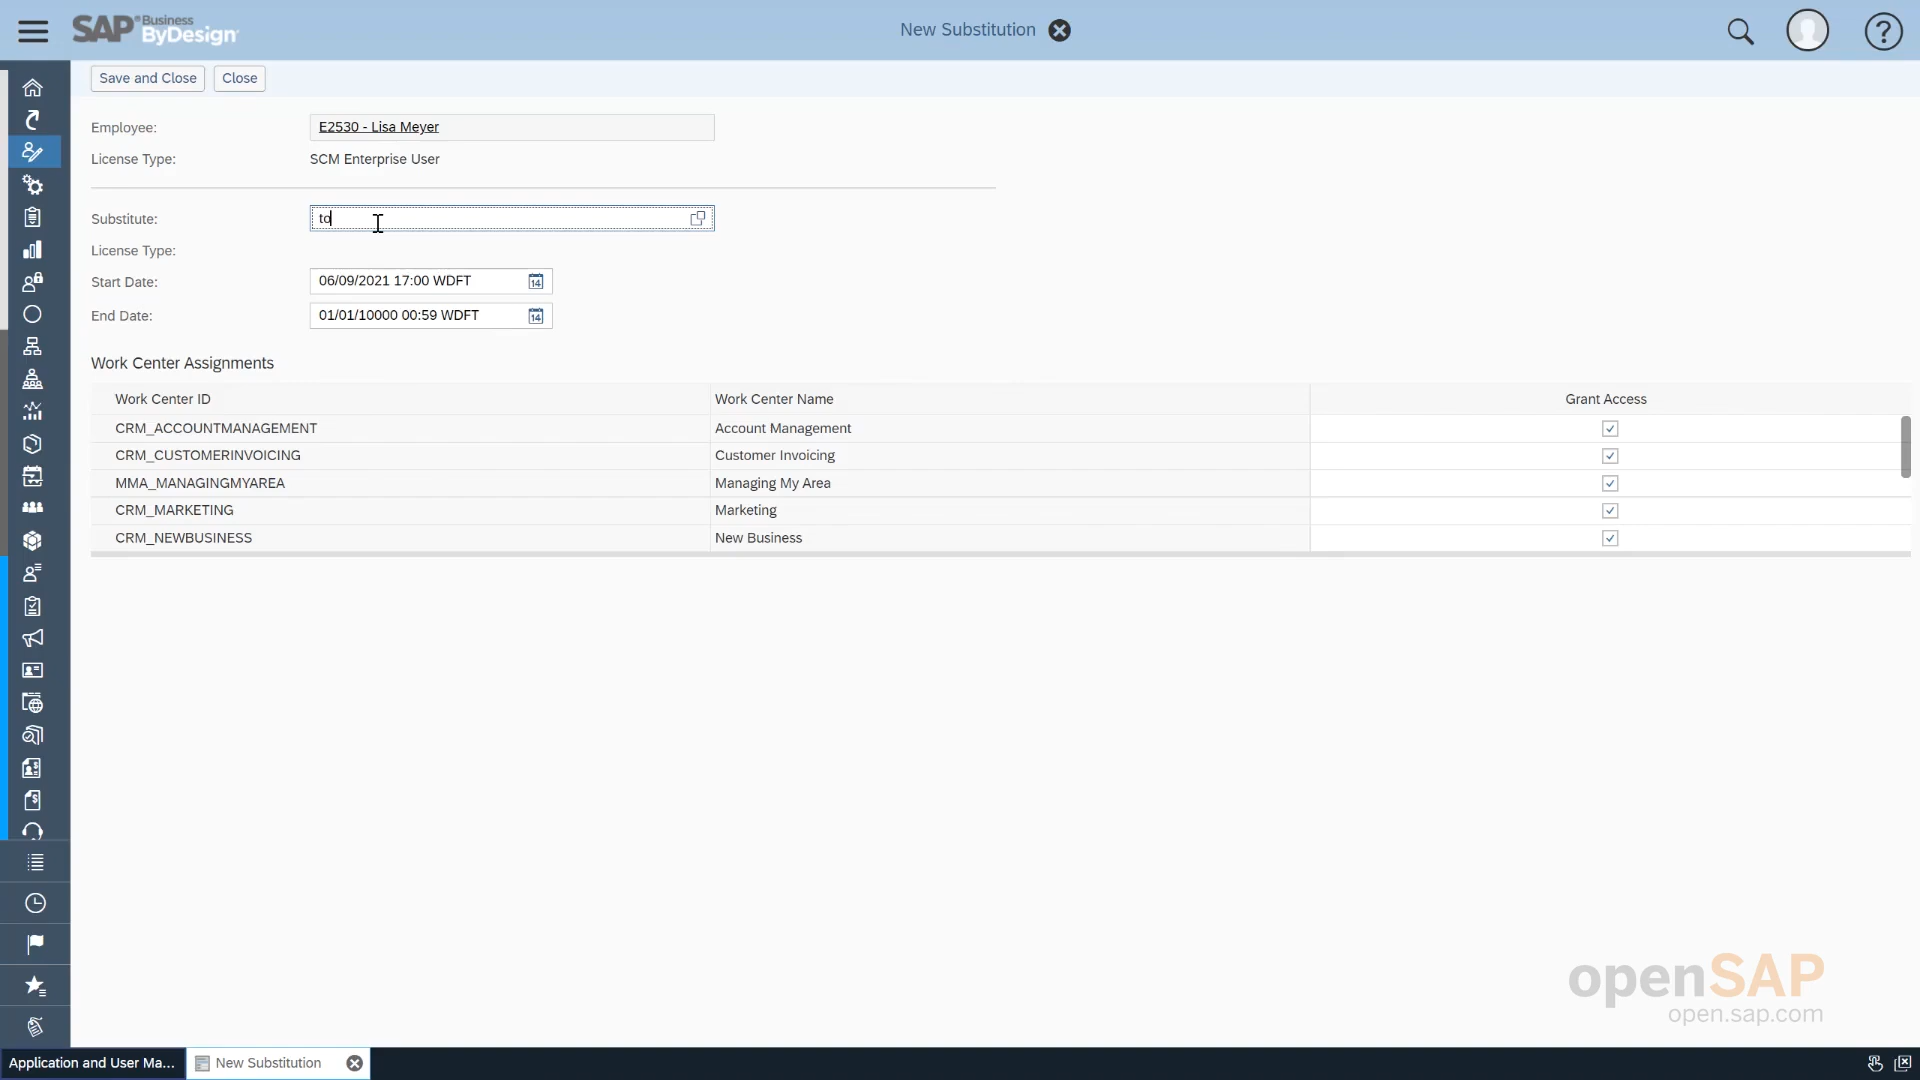 SAP Business ByDesign
New Substitution
Save and Close Close
Employee: E2530 - Lisa Meyer
License Type: SCM Enterprise User
Substitute: to
License Type:
Start Date: 06/09/2021 17:00 WDFT 14
End Date: 01/01/10000 00:59 WDFT 14
Work Center Assignments
Work Center ID Work Center Name Grant Access
CRM_ACCOUNTMANAGEMENT Account Management
CRM_CUSTOMERINVOICING Customer Invoicing
MMA_MANAGINGMYAREA Managing My Area
CRM_MARKETING Marketing
CRM_NEWBUSINESS New Business
openSAP
open.sap.com
Application and User Ma... New Substitution